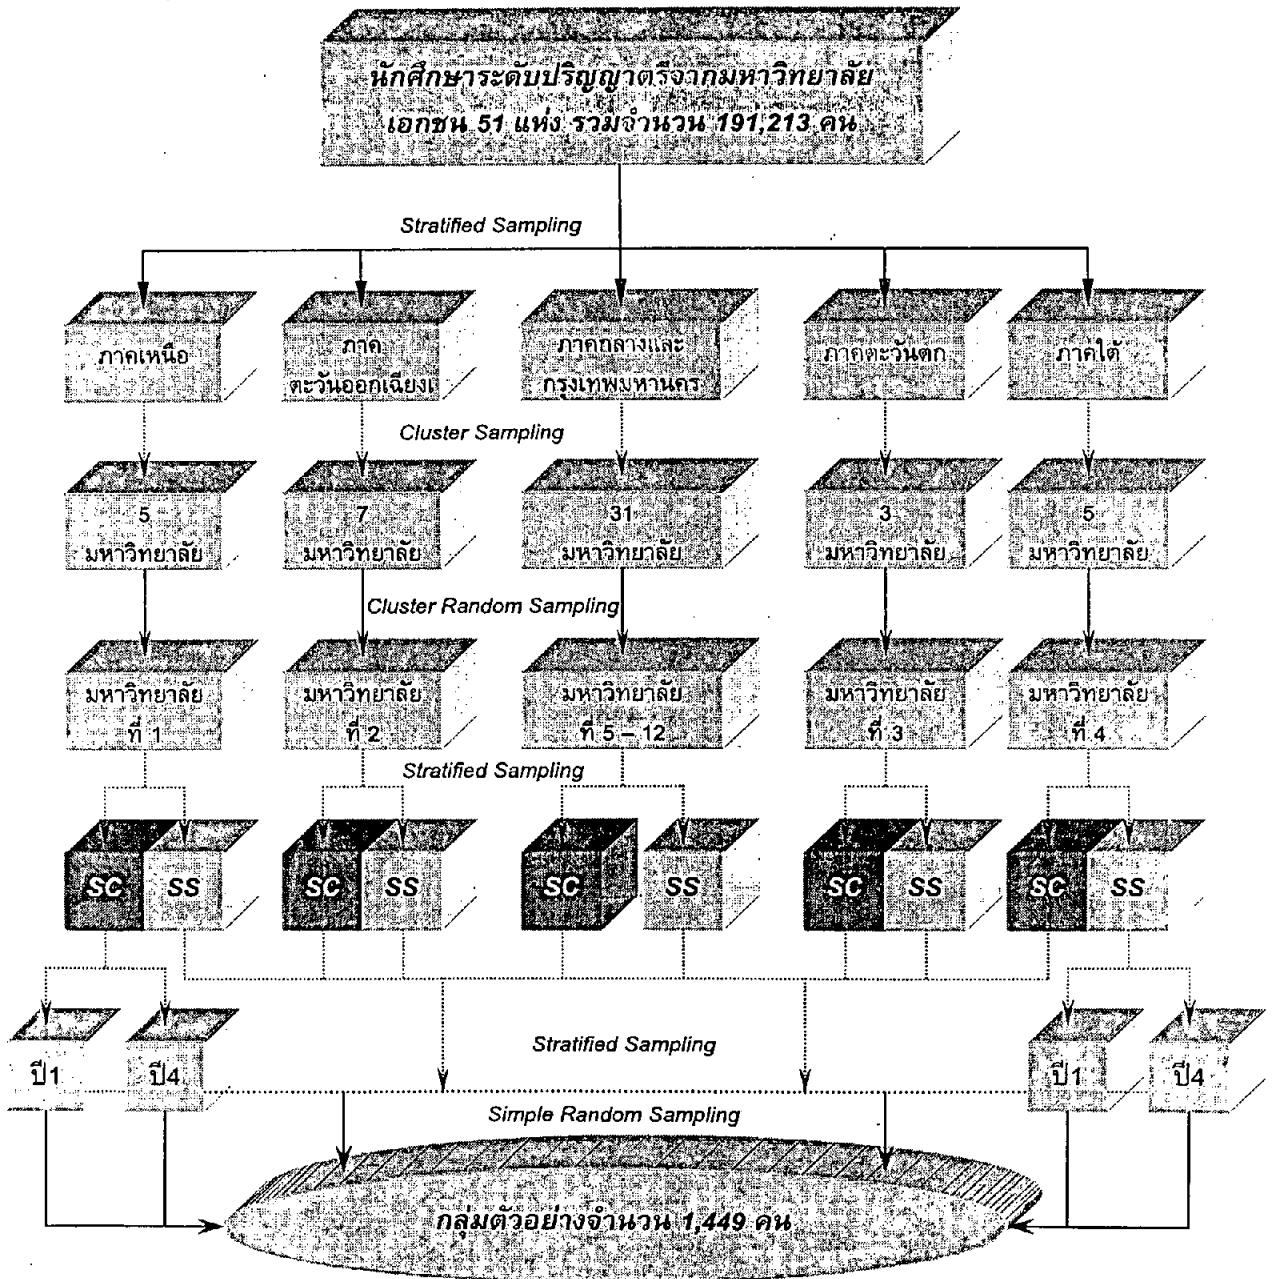 นักศึกษาระดับปริญญาตรีจากมหาวิทยาลัย
เอกชน 51 แห่ง รวมจำนวน 191,213 คน
Stratified Sampling
ภาคเหนือ
ภาค
ตะวันออกเฉียงเ
ภาคกลางและ
กรุงเทพมหานคร
ภาคตะวันตก
ภาคใต้
Cluster Sampling
5
มหาวิทยาลัย
7
มหาวิทยาลัย
31
มหาวิทยาลัย
3
มหาวิทยาลัย
5
มหาวิทยาลัย
Cluster Random Sampling
มหาวิทยาลัย
ที่ 1
มหาวิทยาลัย
ที่ 2
มหาวิทยาลัย
ที่ 5 – 12
มหาวิทยาลัย
ที่ 3
มหาวิทยาลัย
ที่ 4
Stratified Sampling
SC SS
SC SS
SC SS
SC SS
SC SS
Stratified Sampling
ปี1
ปี4
ปี1
ปี4
Simple Random Sampling
กลุ่มตัวอย่างจำนวน 1,449 คน